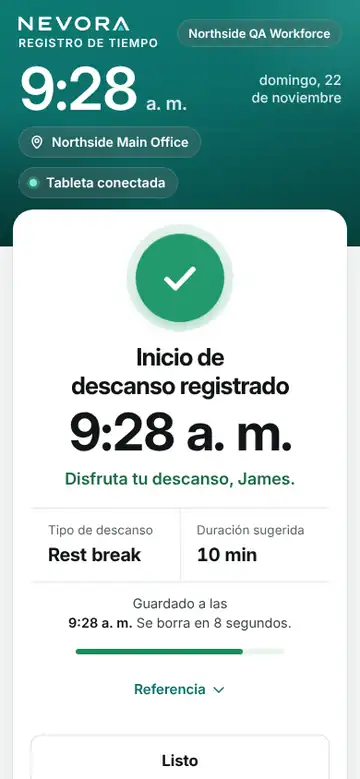 NEVORA
REGISTRO DE TIEMPO
Northside QA Workforce
9:28 a. m.
domingo, 22
de noviembre
Northside Main Office
Tableta conectada
Inicio de
descanso registrado
9:28 a. m.
Disfruta tu descanso, James.
Tipo de descanso
Rest break
Duración sugerida
10 min
Guardado a las
9:28 a. m. Se borra en 8 segundos.
Referencia
Listo